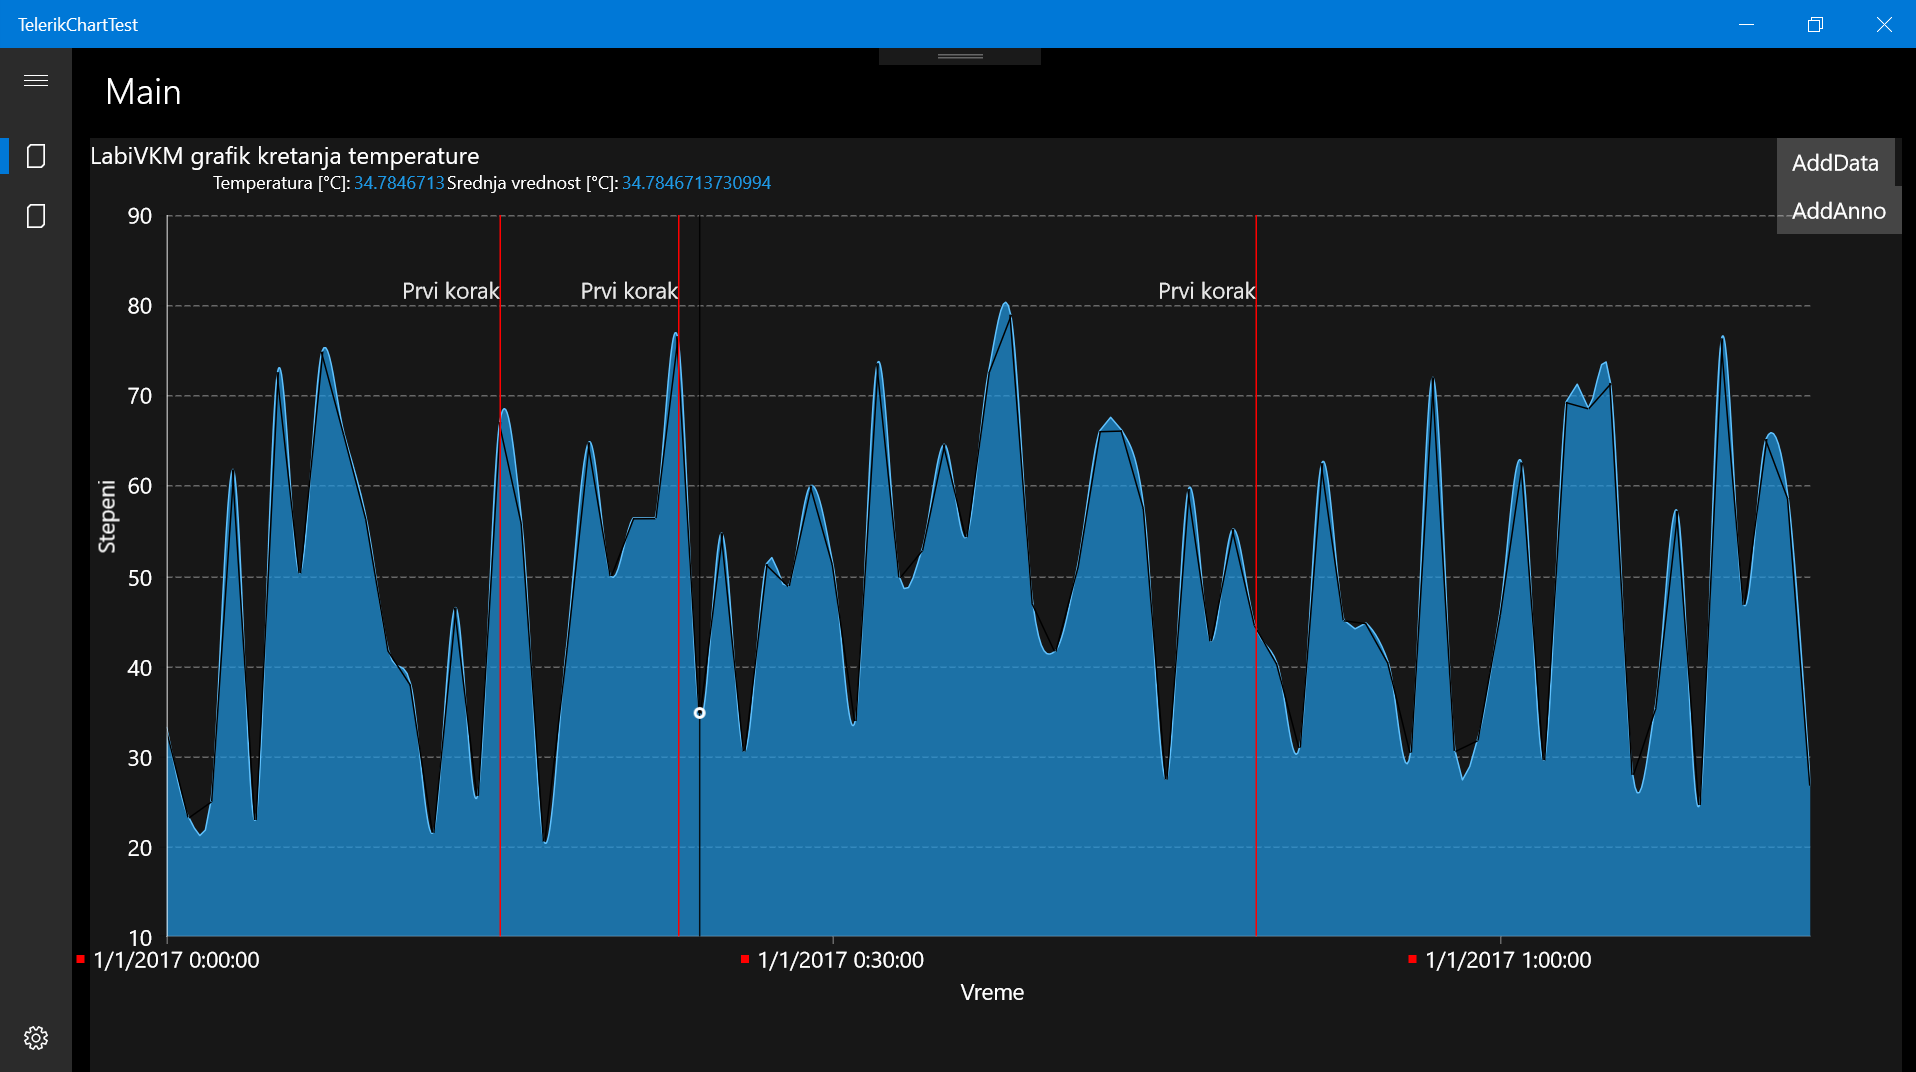 TelerikChartTest
Main
LabiVKM grafik kretanja temperature
AddData
Temperatura [°C]: 34.7846713 Srednja vrednost [°C]: 34.7846713730994
AddAnno
90
Prvi korak Prvi korak Prvi korak
80
70
60
Stepeni
50
40
30
20
10
1/1/2017 0:00:00 1/1/2017 0:30:00 1/1/2017 1:00:00
Vreme